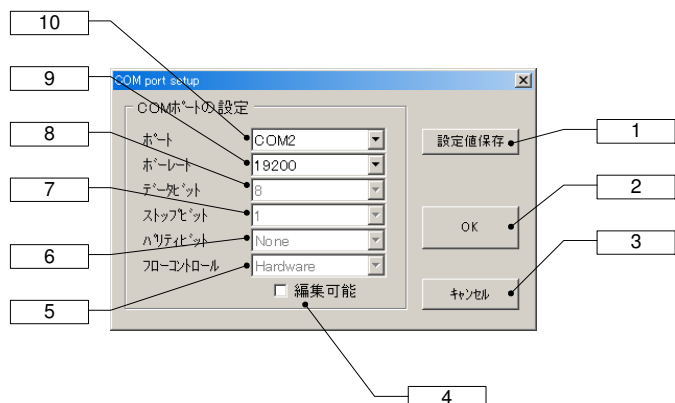 10
9
8
7
6
5
COM port setup
COMﾎﾟｰﾄの設定
ﾎﾟｰﾄ
COM2
ﾎﾞｰﾚｰﾄ
19200
ﾃﾞｰﾀﾋﾞｯﾄ
8
ｽﾄｯﾌﾟﾋﾞｯﾄ
1
ﾊﾟﾘﾃｨﾋﾞｯﾄ
None
ﾌﾛｰｺﾝﾄﾛｰﾙ
Hardware
編集可能
設定値保存
OK
ｷｬﾝｾﾙ
1
2
3
4